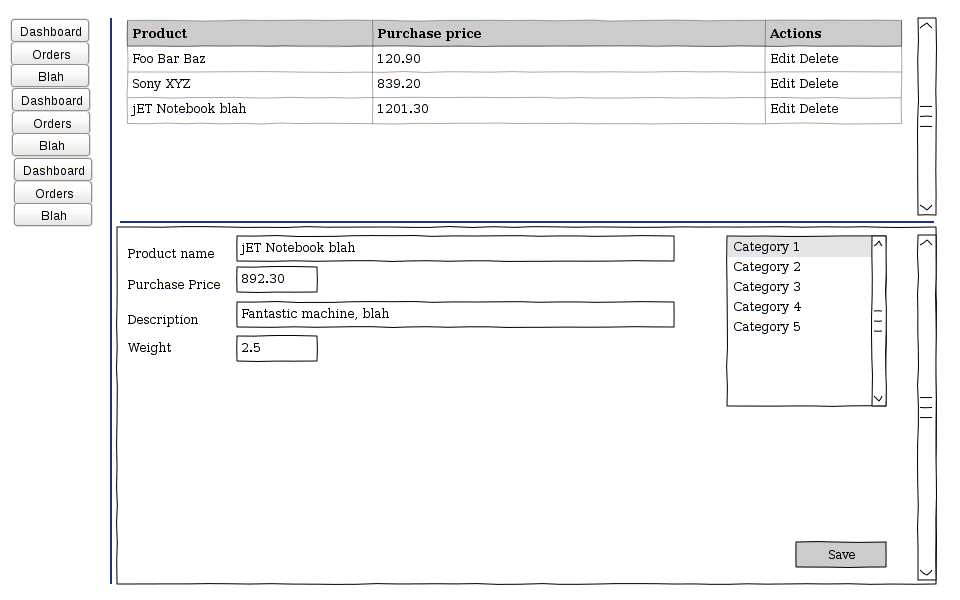 Dashboard
Orders
Blah
Dashboard
Orders
Blah
Dashboard
Orders
Blah
Product Purchase price Actions
Foo Bar Baz 120.90 Edit Delete
Sony XYZ 839.20 Edit Delete
jET Notebook blah 1201.30 Edit Delete
Product name jET Notebook blah
Purchase Price 892.30
Description Fantastic machine, blah
Weight 2.5
Category 1
Category 2
Category 3
Category 4
Category 5
Save